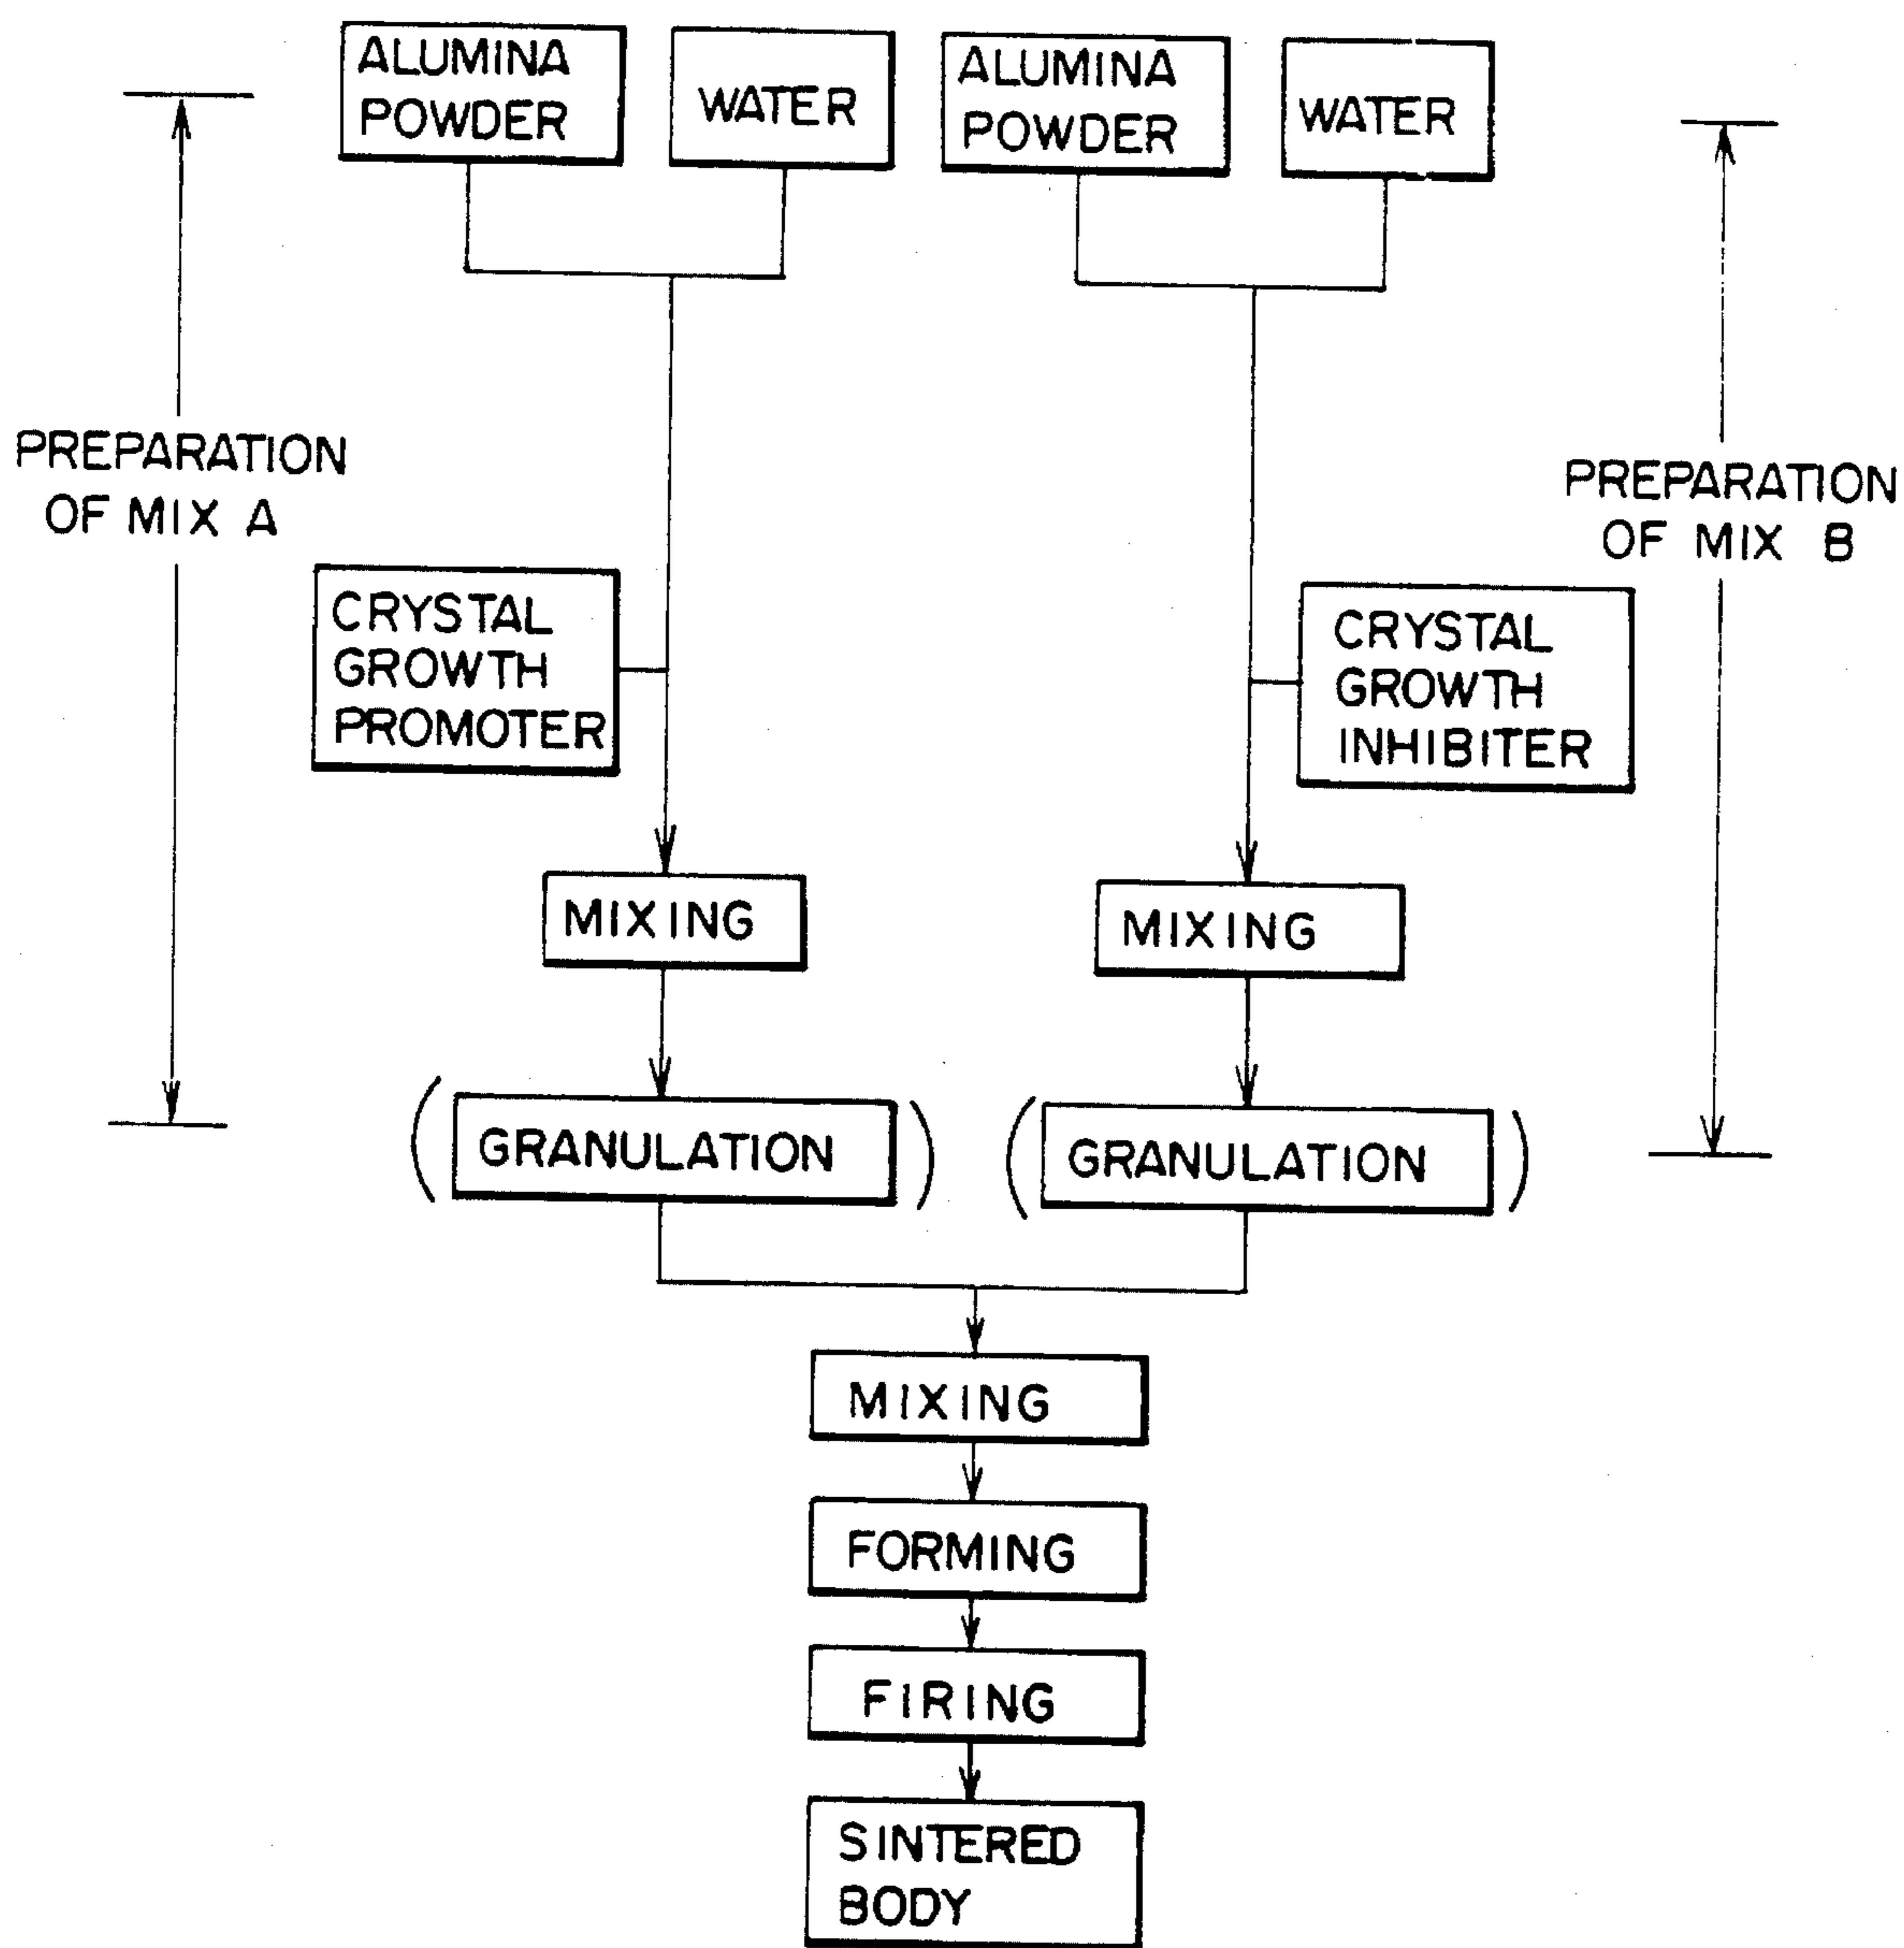 ALUMINA
POWDER
WATER
ALUMINA
POWDER
WATER
PREPARATION
OF MIX A
PREPARATION
OF MIX B
CRYSTAL
GROWTH
PROMOTER
CRYSTAL
GROWTH
INHIBITER
MIXING
MIXING
(GRANULATION)
(GRANULATION)
MIXING
FORMING
FIRING
SINTERED
BODY